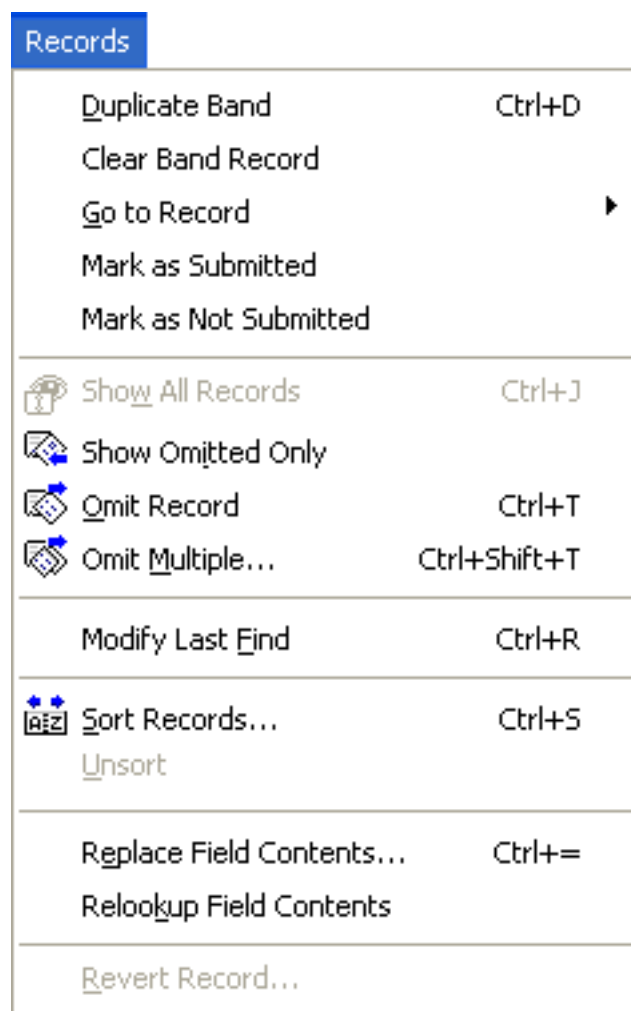 Records
Duplicate Band Ctrl+D
Clear Band Record
Go to Record
Mark as Submitted
Mark as Not Submitted
Show All Records Ctrl+J
Show Omitted Only
Omit Record Ctrl+T
Omit Multiple... Ctrl+Shift+T
Modify Last Find Ctrl+R
Sort Records... Ctrl+S
Unsort
Replace Field Contents... Ctrl+=
Relookup Field Contents
Revert Record...